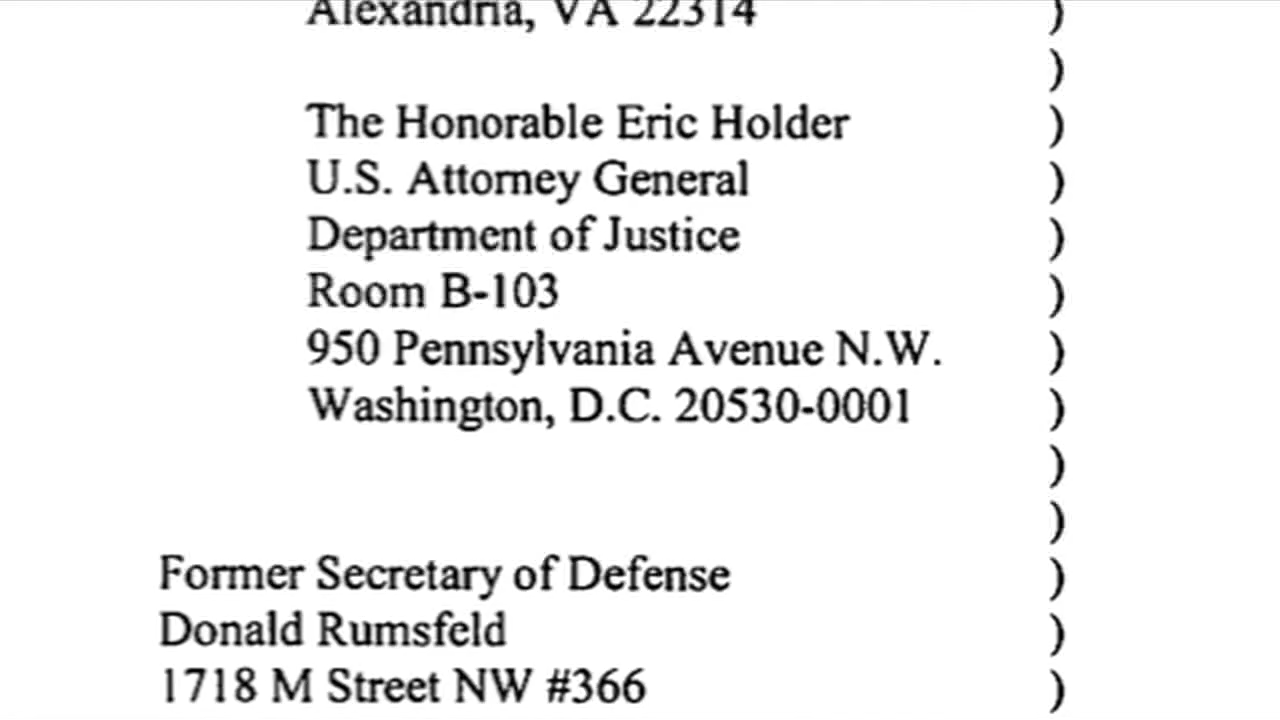 Alexandria, VA 22314 )
)
The Honorable Eric Holder )
U.S. Attorney General )
Department of Justice )
Room B-103 )
950 Pennsylvania Avenue N.W. )
Washington, D.C. 20530-0001 )
)
)
Former Secretary of Defense )
Donald Rumsfeld )
1718 M Street NW #366 )